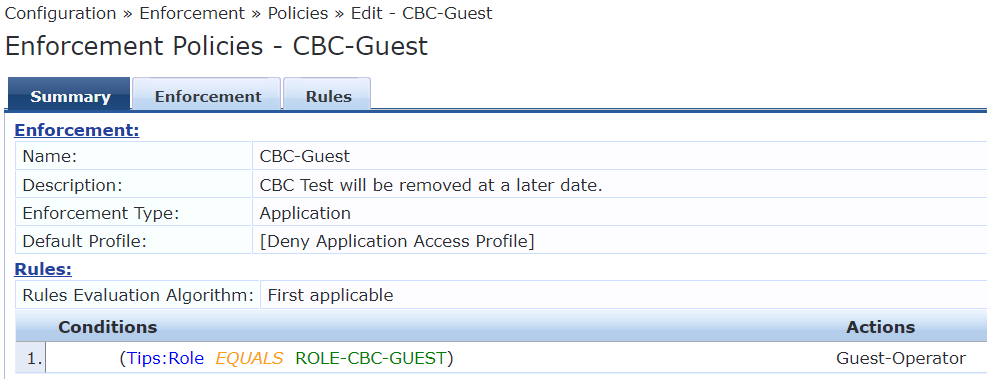 Configuration » Enforcement » Policies » Edit - CBC-Guest
Enforcement Policies - CBC-Guest
Summary Enforcement Rules
Enforcement:
Name: CBC-Guest
Description: CBC Test will be removed at a later date.
Enforcement Type: Application
Default Profile: [Deny Application Access Profile]
Rules:
Rules Evaluation Algorithm: First applicable
Conditions Actions
1. (Tips:Role EQUALS ROLE-CBC-GUEST) Guest-Operator